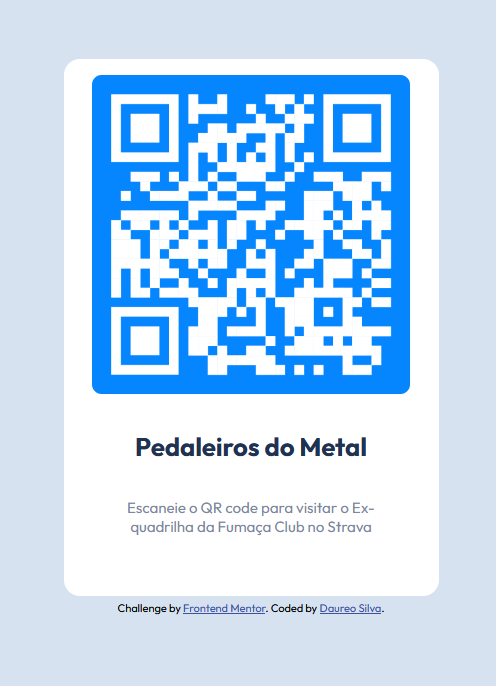 Pedaleiros do Metal
Escaneie o QR code para visitar o Ex-
quadrilha da Fumaça Club no Strava
Challenge by Frontend Mentor. Coded by Daureo Silva.